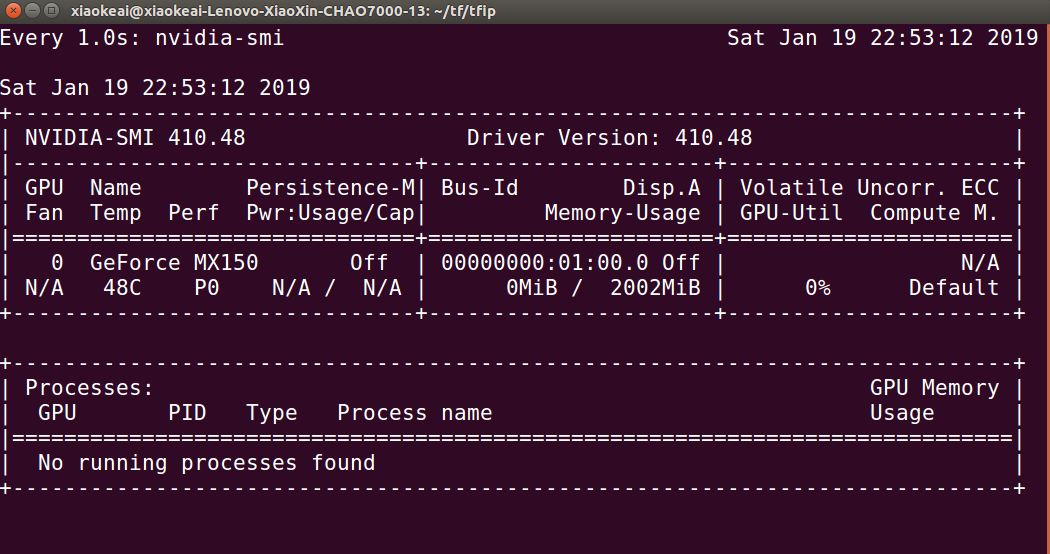 xiaokeai@xiaokeai-Lenovo-XiaoXin-CHAO7000-13: ~/tf/tfip
Every 1.0s: nvidia-smi                                  Sat Jan 19 22:53:12 2019
Sat Jan 19 22:53:12 2019
+-----------------------------------------------------------------------------+
| NVIDIA-SMI 410.48                 Driver Version: 410.48                    |
|-------------------------------+----------------------+----------------------+
| GPU  Name        Persistence-M| Bus-Id        Disp.A | Volatile Uncorr. ECC |
| Fan  Temp  Perf  Pwr:Usage/Cap|         Memory-Usage | GPU-Util  Compute M. |
|===============================+======================+======================|
|   0  GeForce MX150       Off  | 00000000:01:00.0 Off |                  N/A |
| N/A   48C    P0    N/A /  N/A |      0MiB /  2002MiB |      0%      Default |
+-------------------------------+----------------------+----------------------+
+-----------------------------------------------------------------------------+
| Processes:                                                       GPU Memory |
|  GPU       PID   Type   Process name                             Usage      |
|=============================================================================|
|  No running processes found                                                 |
+-----------------------------------------------------------------------------+